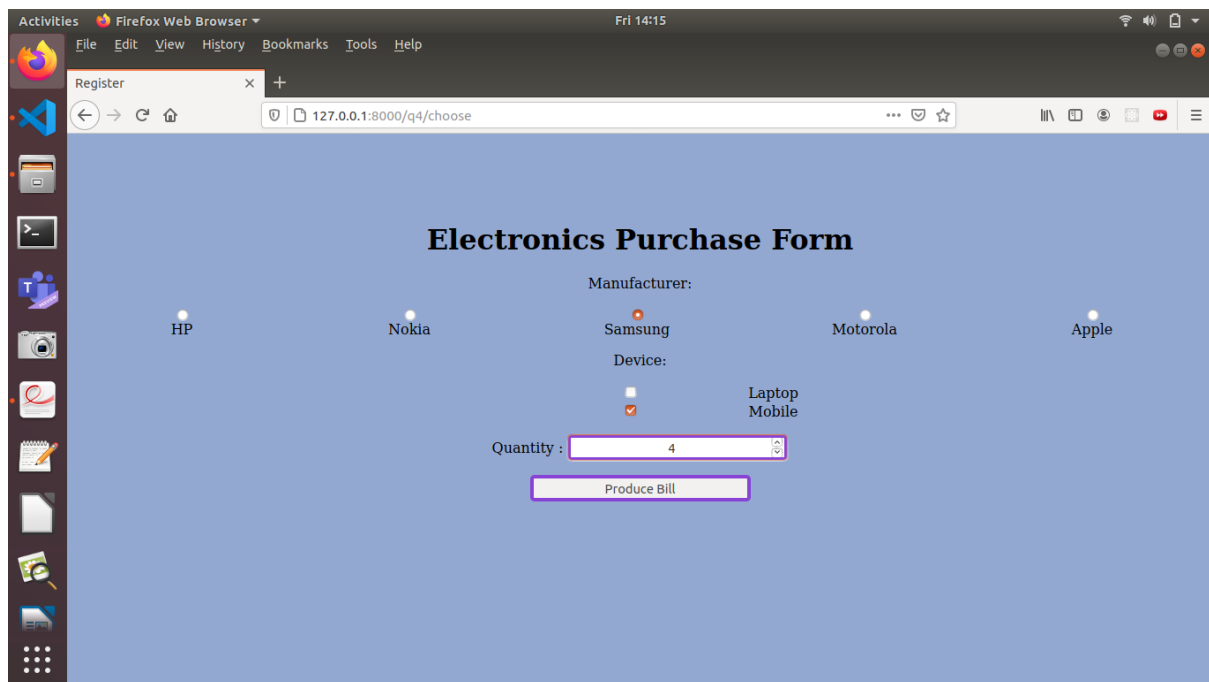 Activities Firefox Web Browser Fri 14:15
File Edit View History Bookmarks Tools Help
Register
127.0.0.1:8000/q4/choose
Electronics Purchase Form
Manufacturer:
HP Nokia Samsung Motorola Apple
Device:
Laptop
Mobile
Quantity : 4
Produce Bill